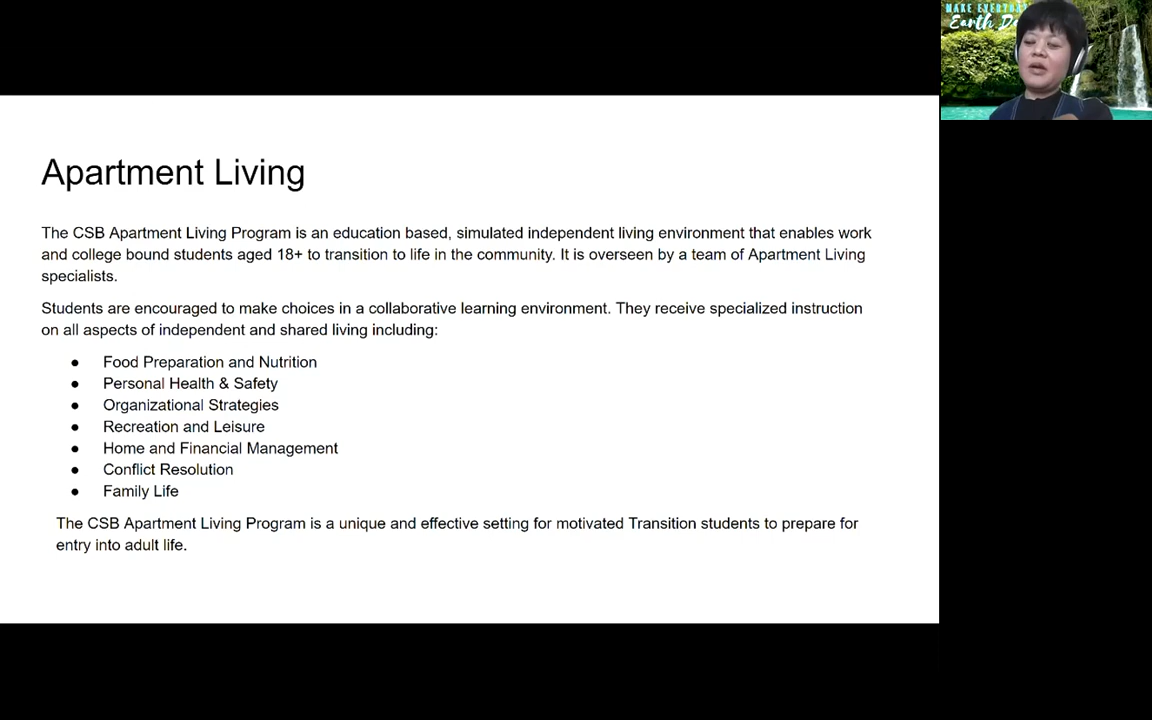 MAKE EVERYDAY
Earth Da
Apartment Living
The CSB Apartment Living Program is an education based, simulated independent living environment that enables work
and college bound students aged 18+ to transition to life in the community. It is overseen by a team of Apartment Living
specialists.
Students are encouraged to make choices in a collaborative learning environment. They receive specialized instruction
on all aspects of independent and shared living including:
● Food Preparation and Nutrition
● Personal Health & Safety
● Organizational Strategies
● Recreation and Leisure
● Home and Financial Management
● Conflict Resolution
● Family Life
The CSB Apartment Living Program is a unique and effective setting for motivated Transition students to prepare for
entry into adult life.